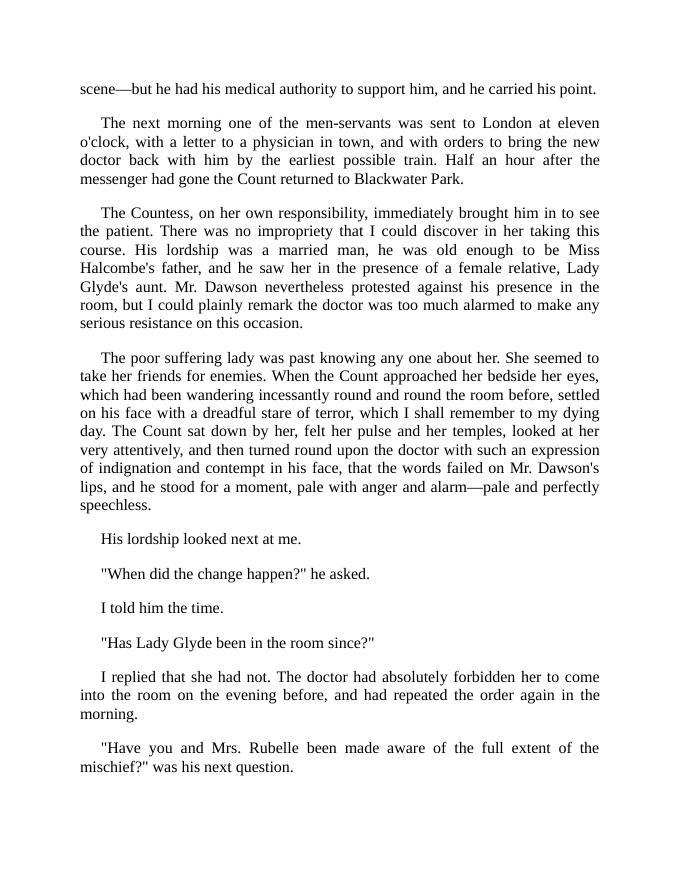 scene—but he had his medical authority to support him, and he carried his point.
The next morning one of the men-servants was sent to London at eleven
o'clock, with a letter to a physician in town, and with orders to bring the new
doctor back with him by the earliest possible train. Half an hour after the
messenger had gone the Count returned to Blackwater Park.
The Countess, on her own responsibility, immediately brought him in to see
the patient. There was no impropriety that I could discover in her taking this
course. His lordship was a married man, he was old enough to be Miss
Halcombe's father, and he saw her in the presence of a female relative, Lady
Glyde's aunt. Mr. Dawson nevertheless protested against his presence in the
room, but I could plainly remark the doctor was too much alarmed to make any
serious resistance on this occasion.
The poor suffering lady was past knowing any one about her. She seemed to
take her friends for enemies. When the Count approached her bedside her eyes,
which had been wandering incessantly round and round the room before, settled
on his face with a dreadful stare of terror, which I shall remember to my dying
day. The Count sat down by her, felt her pulse and her temples, looked at her
very attentively, and then turned round upon the doctor with such an expression
of indignation and contempt in his face, that the words failed on Mr. Dawson's
lips, and he stood for a moment, pale with anger and alarm—pale and perfectly
speechless.
His lordship looked next at me.
"When did the change happen?" he asked.
I told him the time.
"Has Lady Glyde been in the room since?"
I replied that she had not. The doctor had absolutely forbidden her to come
into the room on the evening before, and had repeated the order again in the
morning.
"Have you and Mrs. Rubelle been made aware of the full extent of the
mischief?" was his next question.